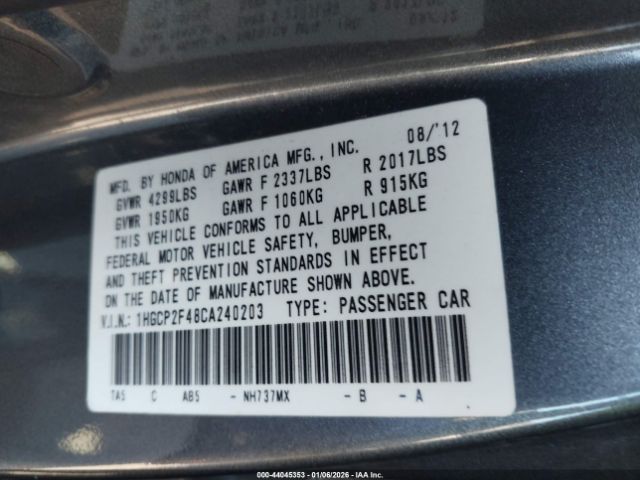 08/'12
MFD. BY HONDA OF AMERICA MFG., INC.
GVWR 4299LBS GAWR F 2337LBS R 2017LBS
GVWR 1950KG GAWR F 1060KG R 915KG
THIS VEHICLE CONFORMS TO ALL APPLICABLE
FEDERAL MOTOR VEHICLE SAFETY, BUMPER,
AND THEFT PREVENTION STANDARDS IN EFFECT
ON THE DATE OF MANUFACTURE SHOWN ABOVE.
V.I.N.: 1HGCP2F48CA240203 TYPE: PASSENGER CAR
TA5 C AB5 - NH737MX - B - A
000-44045353 - 01/06/2026 - IAA Inc.